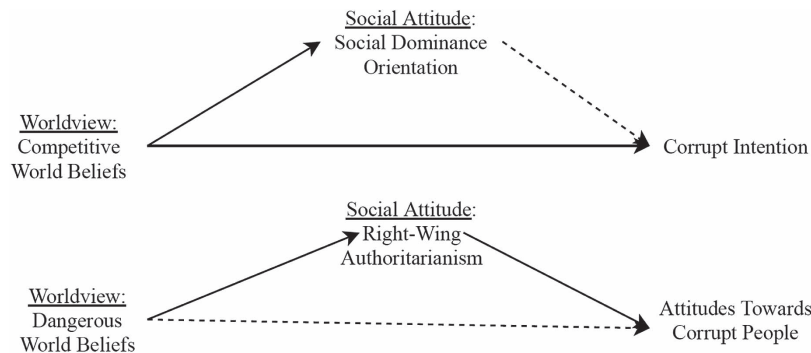 Social Attitude:
Social Dominance
Orientation
Worldview:
Competitive
World Beliefs
Corrupt Intention
Social Attitude:
Right-Wing
Authoritarianism
Worldview:
Dangerous
World Beliefs
Attitudes Towards
Corrupt People